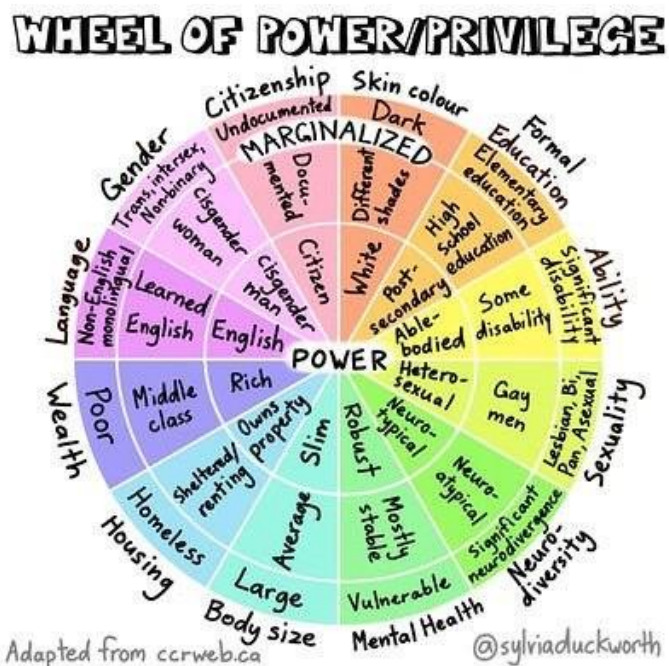 WHEEL OF POWER/PRIVILEGE
Citizenship
Undocumented
Docu-
mented
Citizen
Skin colour
Dark
Different
shades
White
Formal
Education
Elementary
education
High
school
education
Post-
secondary
Ability
Significant
disability
Some
disability
Able-
bodied
Sexuality
Lesbian, Bi,
Pan, Asexual
Gay
men
Hetero-
sexual
Neuro-
diversity
Significant
neurodivergence
Neuro-
atypical
Neuro-
typical
Mental Health
Vulnerable
Mostly
stable
Robust
Body size
Large
Average
Slim
Housing
Homeless
Sheltered/
renting
Owns
property
Wealth
Poor
Middle
class
Rich
Language
Non-English
monolingual
Learned
English
English
Gender
Trans, intersex,
Non-binary
cisgender
woman
cisgender
man
MARGINALIZED
POWER
Adapted from ccrweb.ca
@sylviaduckworth